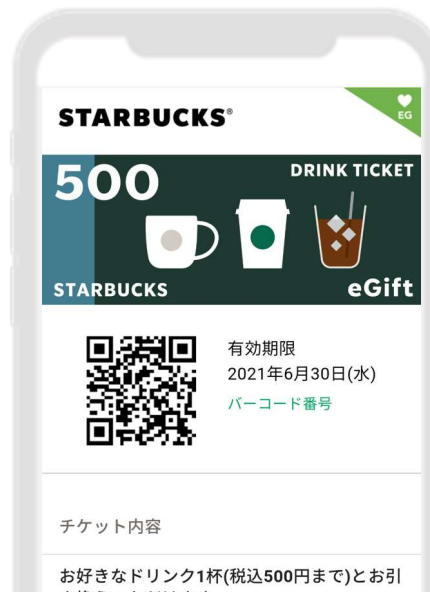 STARBUCKS®
EG
500
DRINK TICKET
STARBUCKS
eGift
有効期限
2021年6月30日(水)
バーコード番号
チケット内容
お好きなドリンク1杯(税込500円まで)とお引